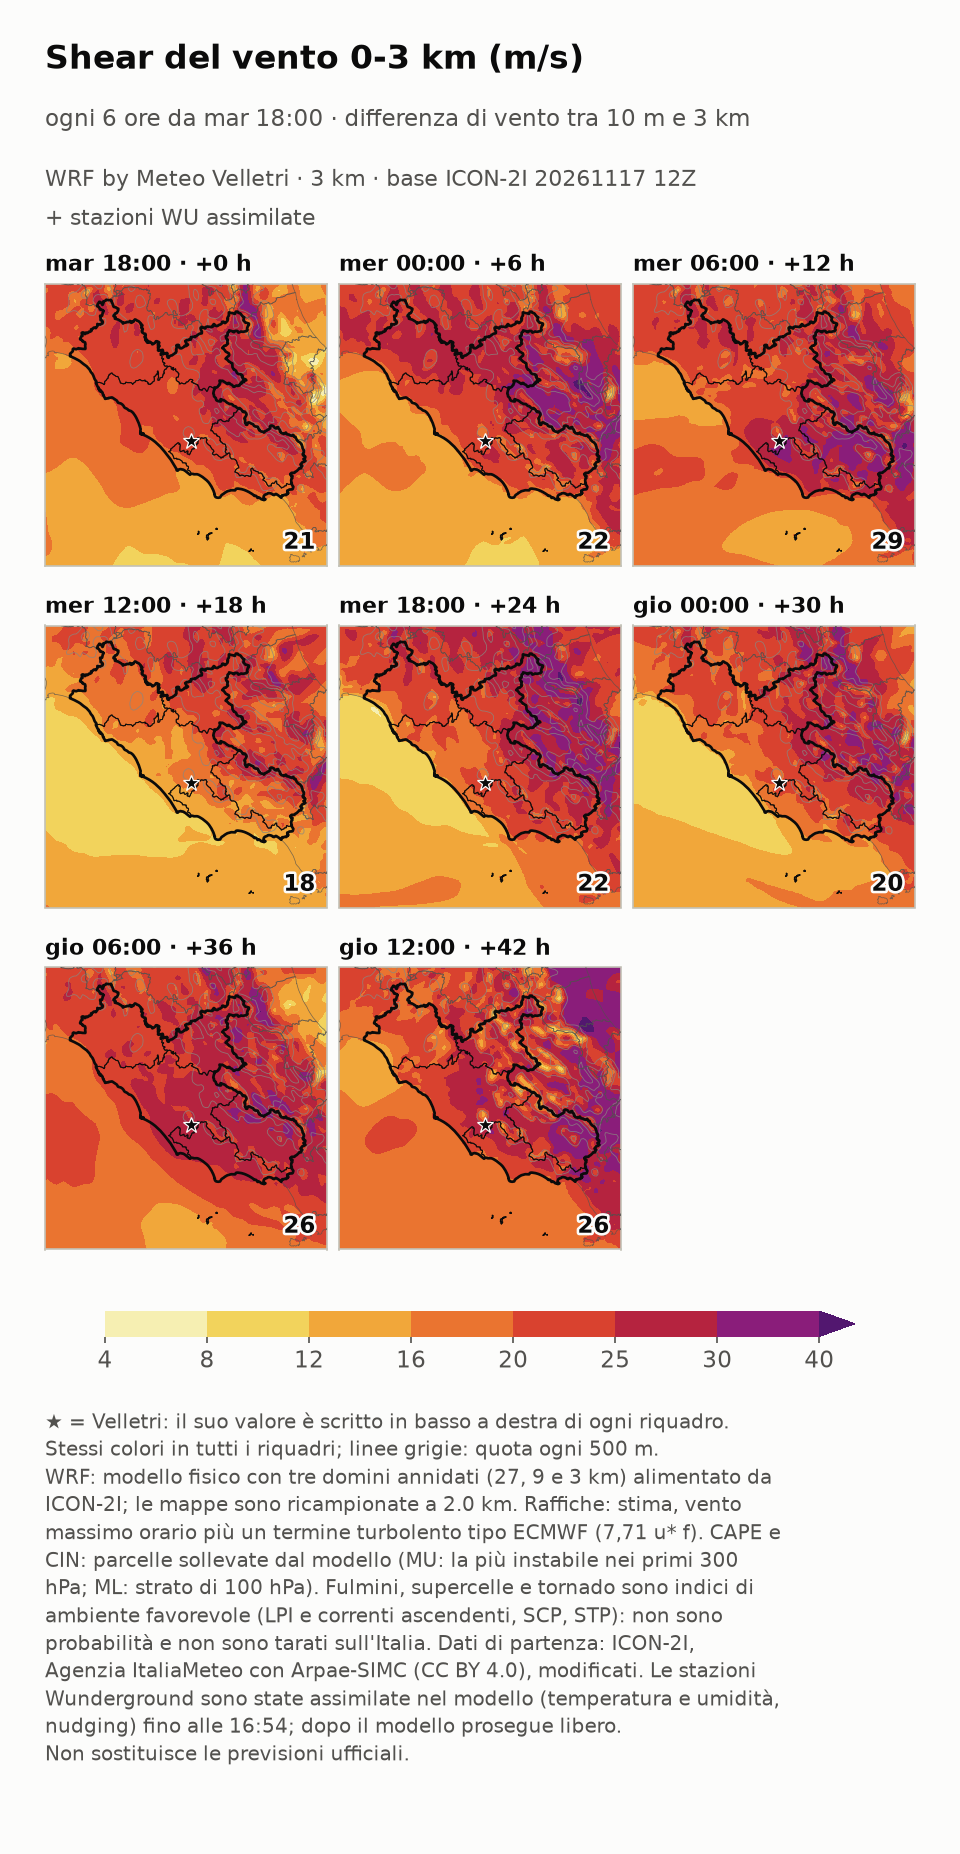 Shear del vento 0-3 km (m/s)
ogni 6 ore da mar 18:00 · differenza di vento tra 10 m e 3 km
WRF by Meteo Velletri · 3 km · base ICON-2I 20261117 12Z
+ stazioni WU assimilate
mar 18:00 · +0 h
mer 00:00 · +6 h
mer 06:00 · +12 h
21
22
29
mer 12:00 · +18 h
mer 18:00 · +24 h
gio 00:00 · +30 h
18
22
20
gio 06:00 · +36 h
gio 12:00 · +42 h
26
26
4 8 12 16 20 25 30 40
★ = Velletri: il suo valore è scritto in basso a destra di ogni riquadro.
Stessi colori in tutti i riquadri; linee grigie: quota ogni 500 m.
WRF: modello fisico con tre domini annidati (27, 9 e 3 km) alimentato da
ICON-2I; le mappe sono ricampionate a 2.0 km. Raffiche: stima, vento
massimo orario più un termine turbolento tipo ECMWF (7,71 u* f). CAPE e
CIN: parcelle sollevate dal modello (MU: la più instabile nei primi 300
hPa; ML: strato di 100 hPa). Fulmini, supercelle e tornado sono indici di
ambiente favorevole (LPI e correnti ascendenti, SCP, STP): non sono
probabilità e non sono tarati sull'Italia. Dati di partenza: ICON-2I,
Agenzia ItaliaMeteo con Arpae-SIMC (CC BY 4.0), modificati. Le stazioni
Wunderground sono state assimilate nel modello (temperatura e umidità,
nudging) fino alle 16:54; dopo il modello prosegue libero.
Non sostituisce le previsioni ufficiali.